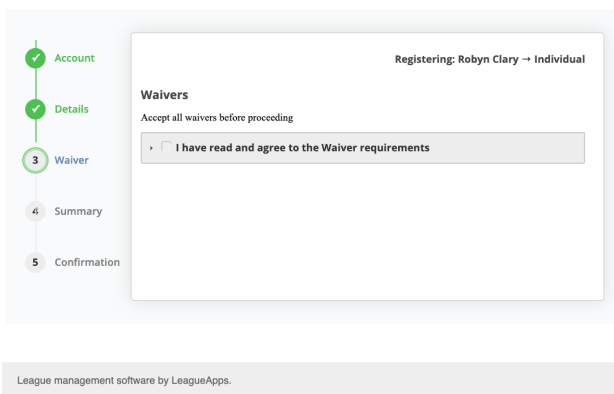 Account
Details
3 Waiver
4 Summary
5 Confirmation
Registering: Robyn Clary → Individual
Waivers
Accept all waivers before proceeding
I have read and agree to the Waiver requirements
League management software by LeagueApps.